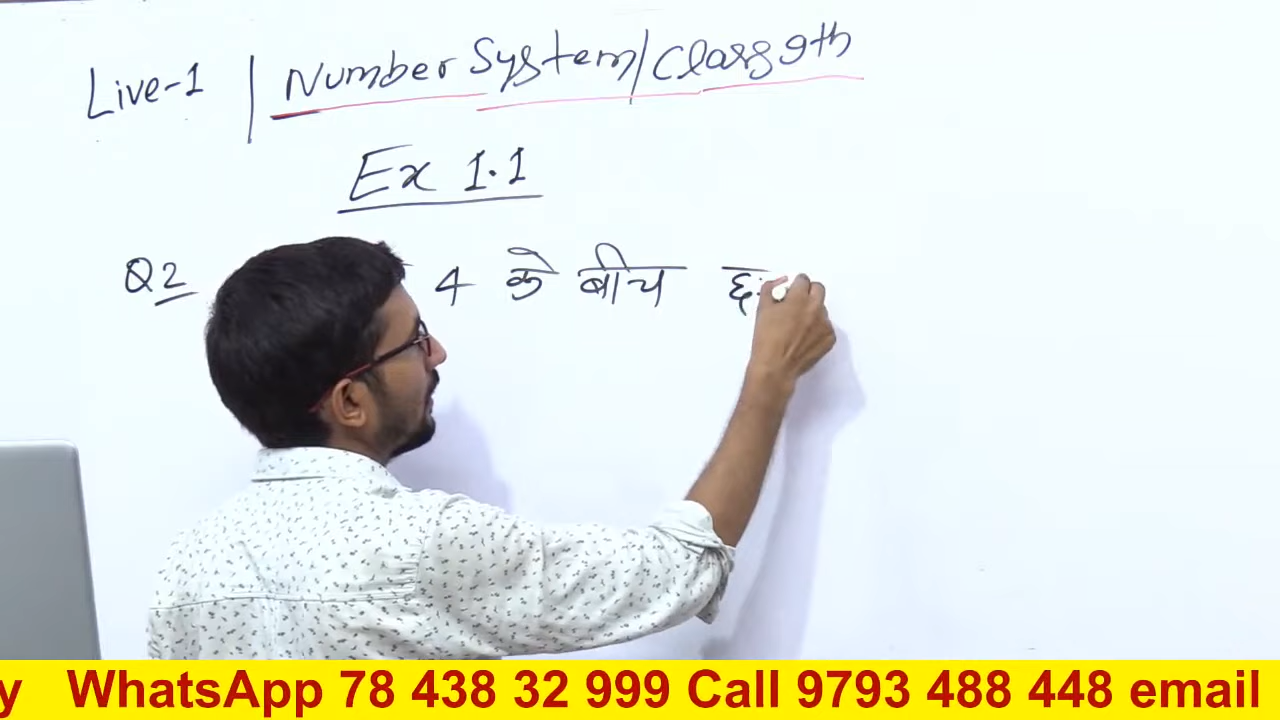 Live-1 | Number System/Class 9th
Ex 1.1
Q2 4 के बीच छः
y WhatsApp 78 438 32 999 Call 9793 488 448 email